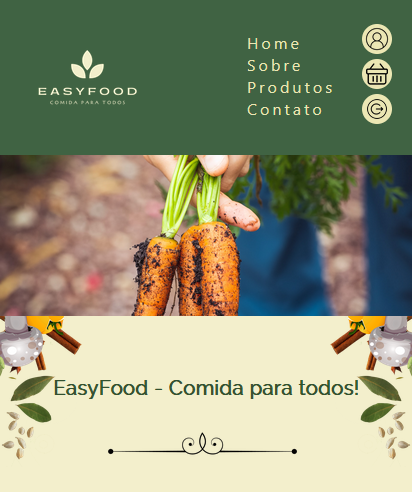 EASYFOOD
COMIDA PARA TODOS
Home
Sobre
Produtos
Contato
EasyFood - Comida para todos!